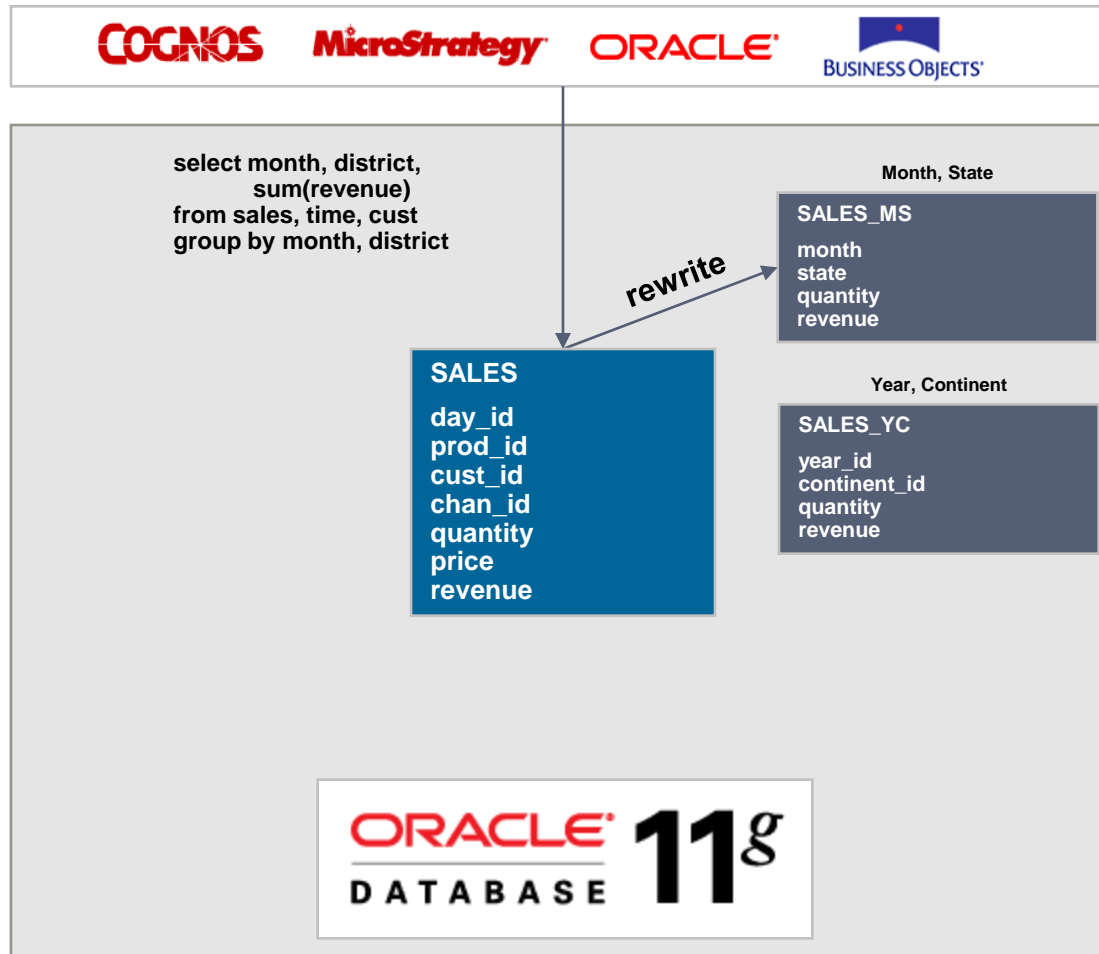 COGNOS
MicroStrategy
ORACLE
BUSINESS OBJECTS
select month, district,
sum(revenue)
from sales, time, cust
group by month, district
rewrite
Month, State
SALES_MS
month
state
quantity
revenue
SALES
day_id
prod_id
cust_id
chan_id
quantity
price
revenue
Year, Continent
SALES_YC
year_id
continent_id
quantity
revenue
ORACLE
DATABASE
11g